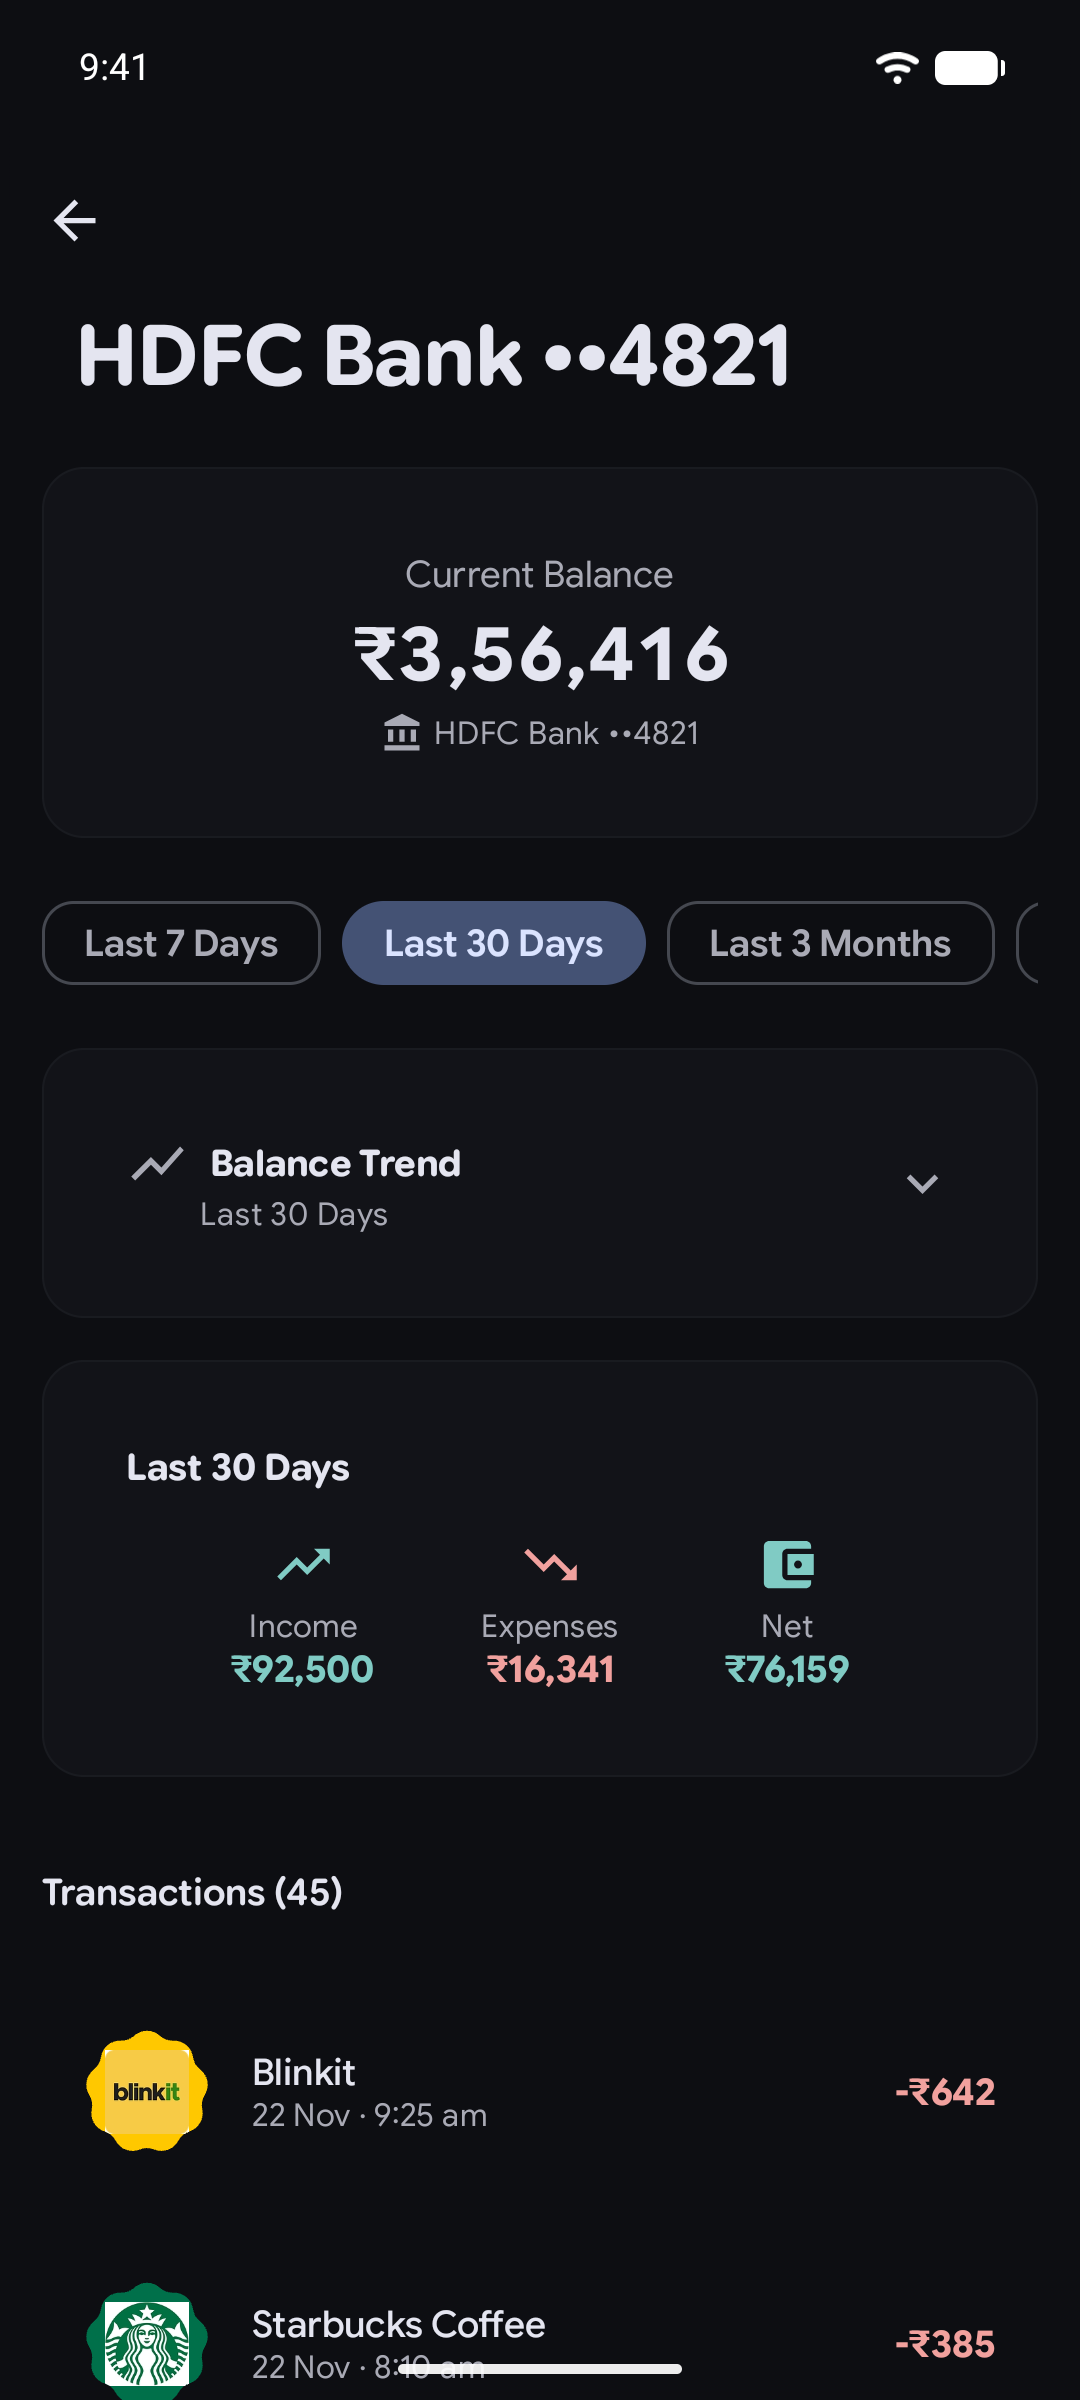 9:41
HDFC Bank ••4821
Current Balance
₹3,56,416
HDFC Bank ••4821
Last 7 Days
Last 30 Days
Last 3 Months
Balance Trend
Last 30 Days
Last 30 Days
Income
₹92,500
Expenses
₹16,341
Net
₹76,159
Transactions (45)
blinkit
Blinkit
22 Nov · 9:25 am
-₹642
Starbucks Coffee
22 Nov · 8:10 am
-₹385